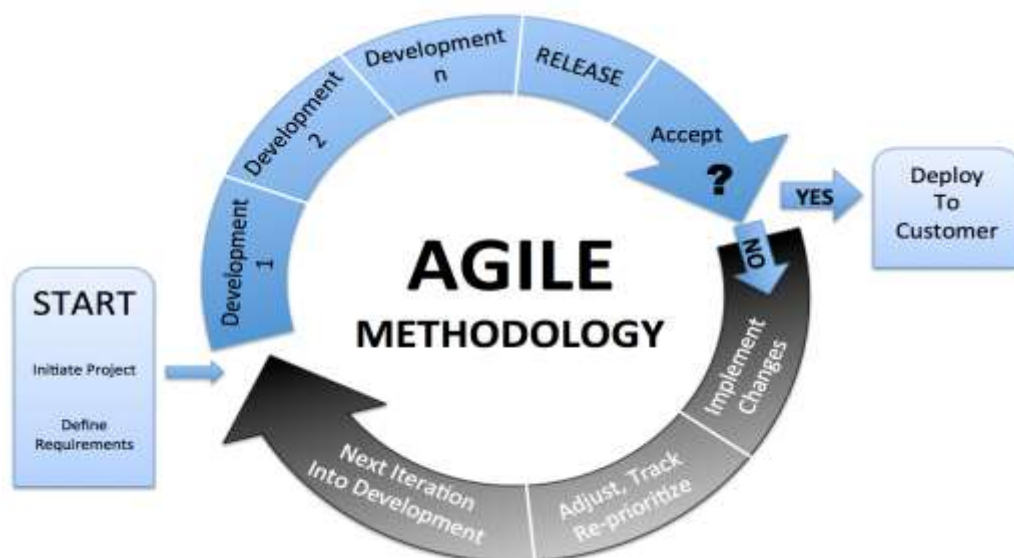 START
Initiate Project
Define
Requirements
Development
1
Development
2
Development
n
RELEASE
Accept
?
YES
Deploy
To
Customer
NO
Implement
Changes
Adjust, Track
Re-prioritize
Next Iteration
Into Development
AGILE
METHODOLOGY